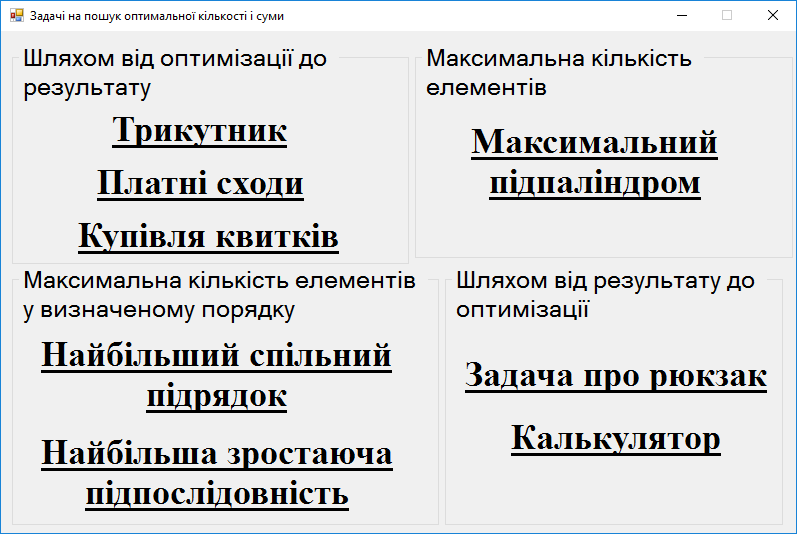 Задачі на пошук оптимальної кількості і суми
Шляхом від оптимізації до
результату
Трикутник
Платні сходи
Купівля квитків
Максимальна кількість
елементів
Максимальний
підпаліндром
Максимальна кількість елементів
у визначеному порядку
Найбільший спільний
підрядок
Найбільша зростаюча
підпослідовність
Шляхом від результату до
оптимізації
Задача про рюкзак
Калькулятор